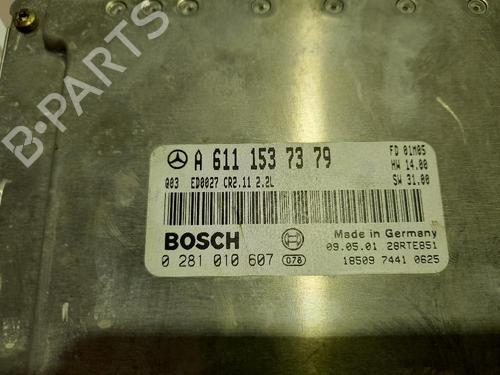 B-PARTS
A 611 153 73 79
FD 01M05
HW 14.00
Q03 ED0027 CR2.11 2.2L
SW 31.00
BOSCH
Made in Germany
09.05.01 28RTE851
0 281 010 607 078
18509 7441 0625